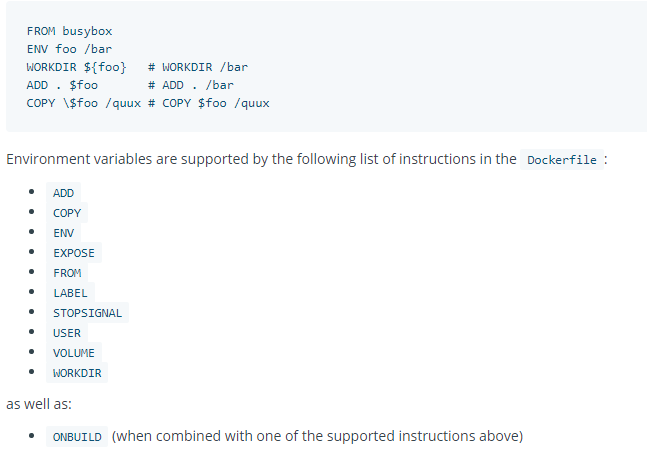 FROM busybox
ENV foo /bar
WORKDIR ${foo}   # WORKDIR /bar
ADD . $foo       # ADD . /bar
COPY \$foo /quux # COPY $foo /quux
Environment variables are supported by the following list of instructions in the Dockerfile :
• ADD
• COPY
• ENV
• EXPOSE
• FROM
• LABEL
• STOPSIGNAL
• USER
• VOLUME
• WORKDIR
as well as:
• ONBUILD (when combined with one of the supported instructions above)